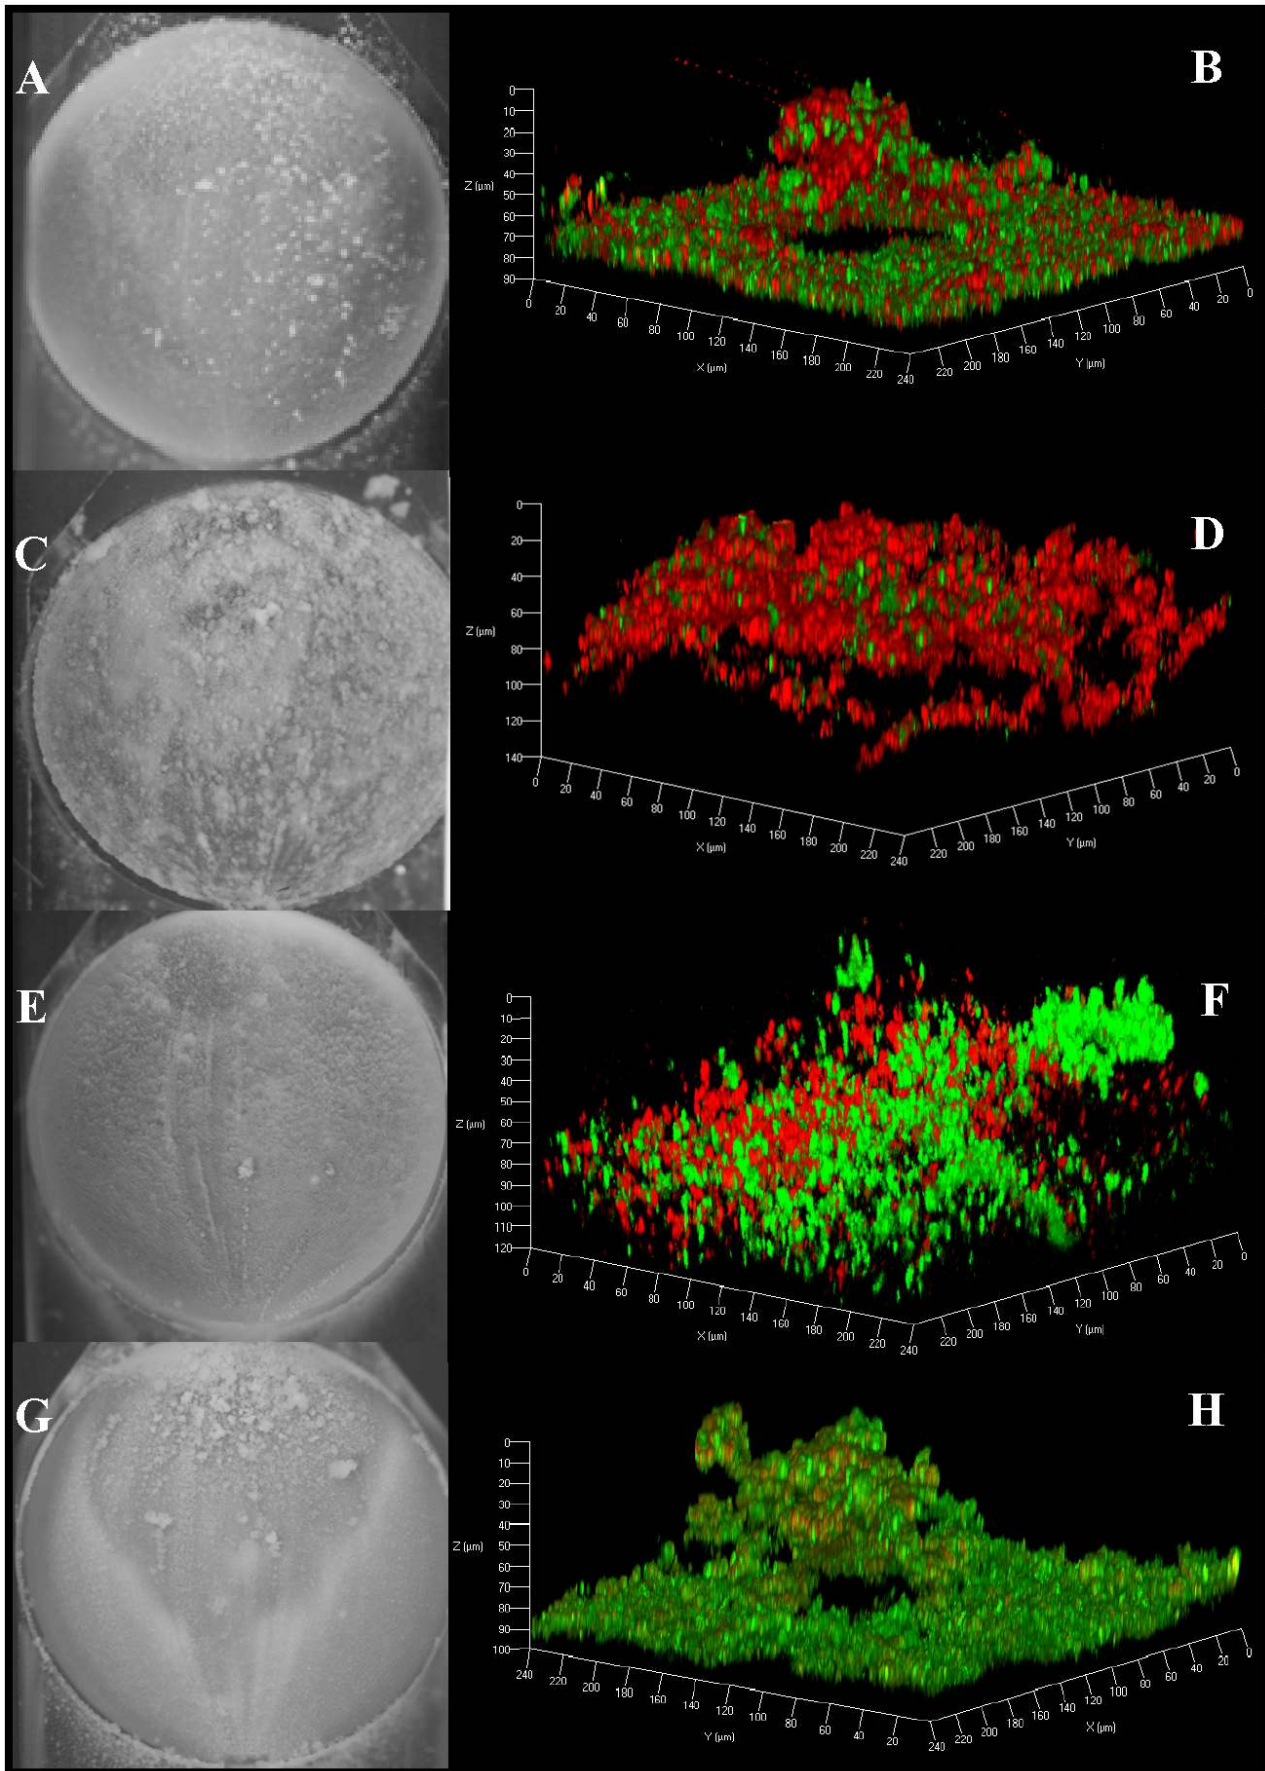 A
B
0
10
20
30
40
50
60
70
80
90
Z (µm)
0 20 40 60 80 100 120 140 160 180 200 220 240
X (µm)
220 200 180 160 140 120 100 80 60 40 20 0
Y (µm)
C
D
0
20
40
60
80
100
120
140
Z (µm)
0 20 40 60 80 100 120 140 160 180 200 220 240
X (µm)
220 200 180 160 140 120 100 80 60 40 20 0
Y (µm)
E
F
0
10
20
30
40
50
60
70
80
90
100
110
120
Z (µm)
0 20 40 60 80 100 120 140 160 180 200 220 240
X (µm)
220 200 180 160 140 120 100 80 60 40 20 0
Y (µm)
G
H
0
10
20
30
40
50
60
70
80
90
100
Z (µm)
240 220 200 180 160 140 120 100 80 60 40 20
Y (µm)
240 220 200 180 160 140 120 100 80 60 40 20 0
X (µm)